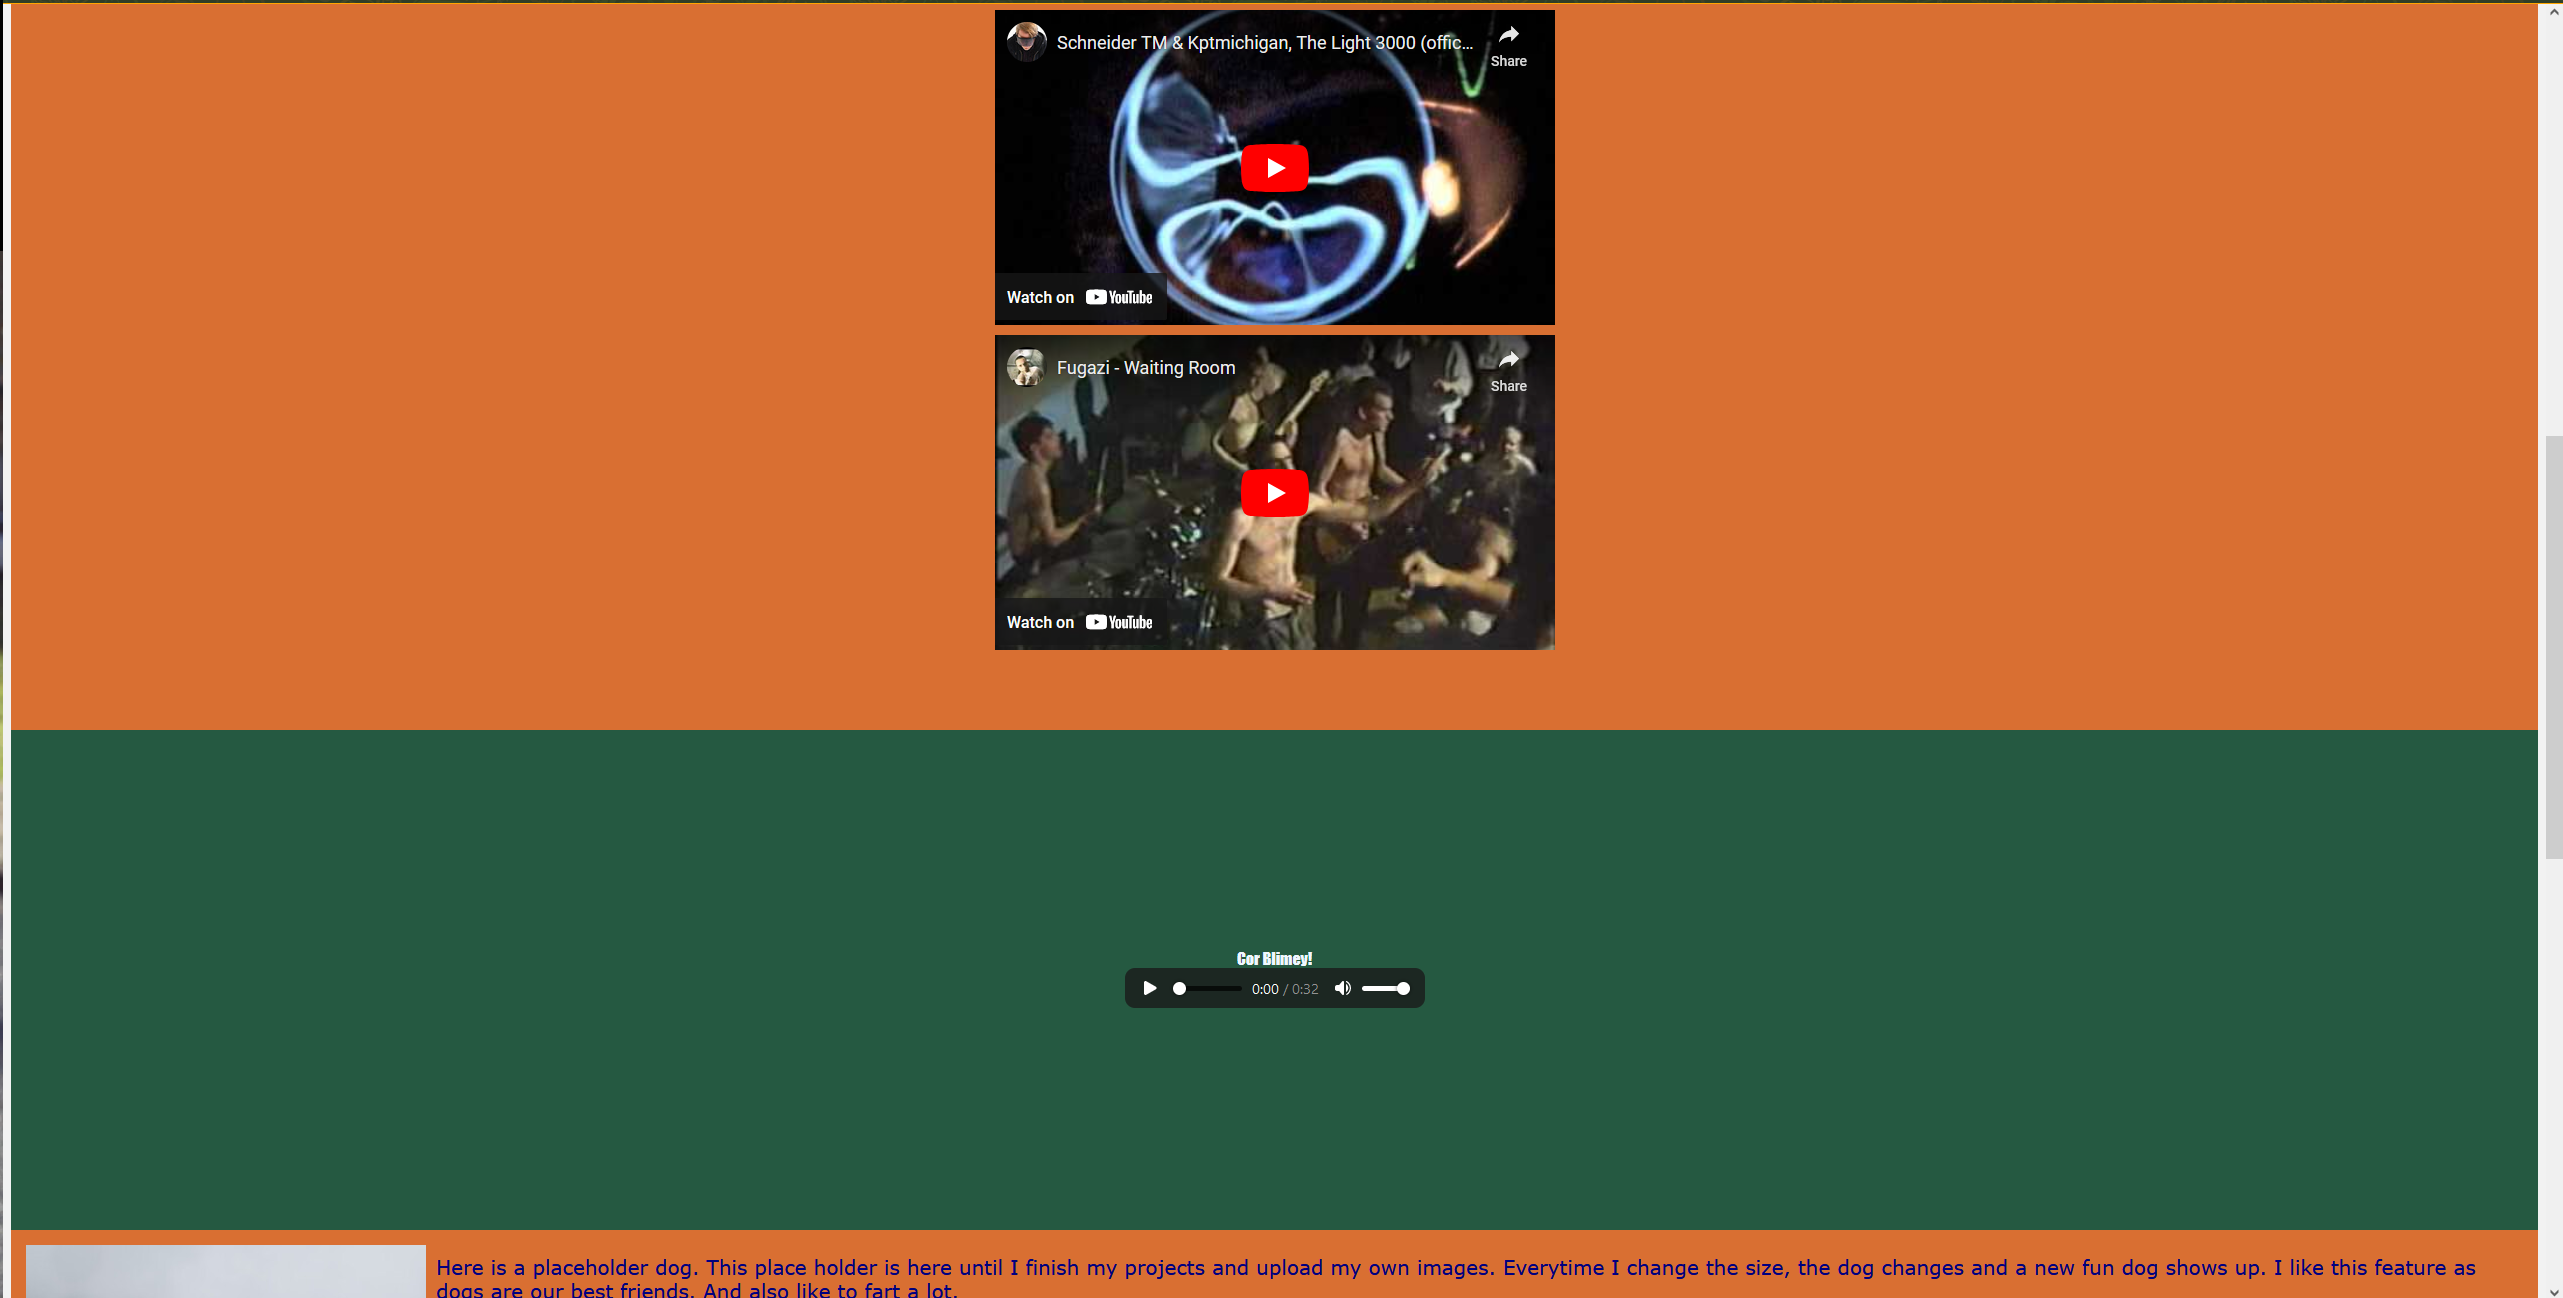 Schneider TM & Kptmichigan, The Light 3000 (offic...
Share
Watch on YouTube
Fugazi - Waiting Room
Share
Watch on YouTube
Cor Blimey!
0:00 / 0:32
Here is a placeholder dog. This place holder is here until I finish my projects and upload my own images. Everytime I change the size, the dog changes and a new fun dog shows up. I like this feature as
dogs are our best friends. And also like to fart a lot.